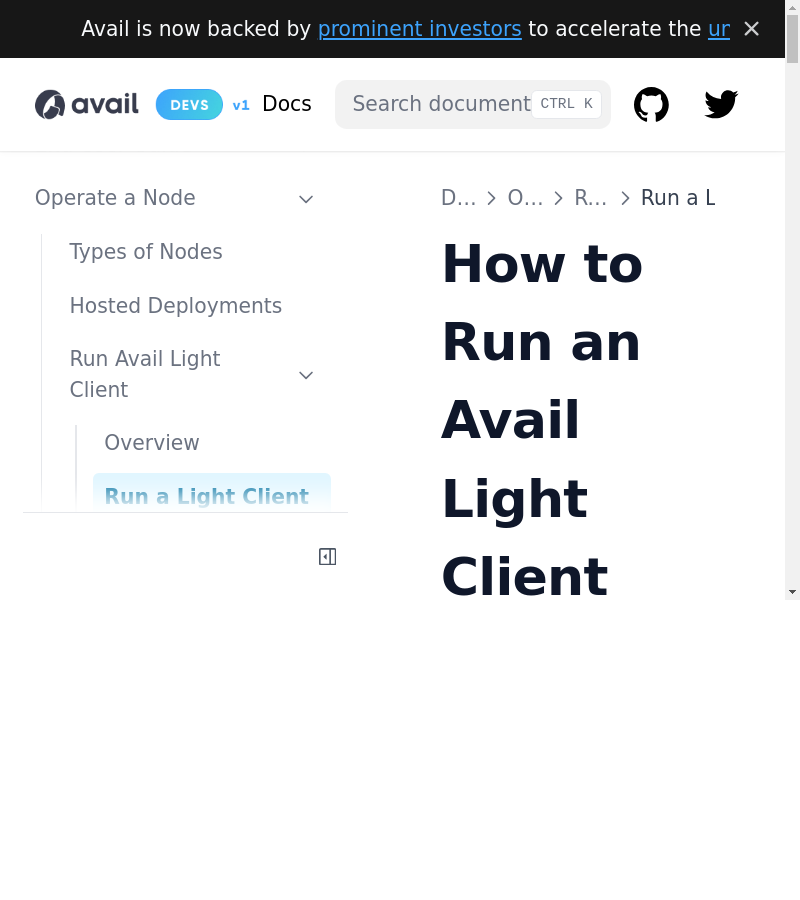 Avail is now backed by prominent investors to accelerate the ur
avail DEVS v1 Docs Search document CTRL K
Operate a Node
Types of Nodes
Hosted Deployments
Run Avail Light
Client
Overview
Run a Light Client
D… O… R… Run a L
How to
Run an
Avail
Light
Client